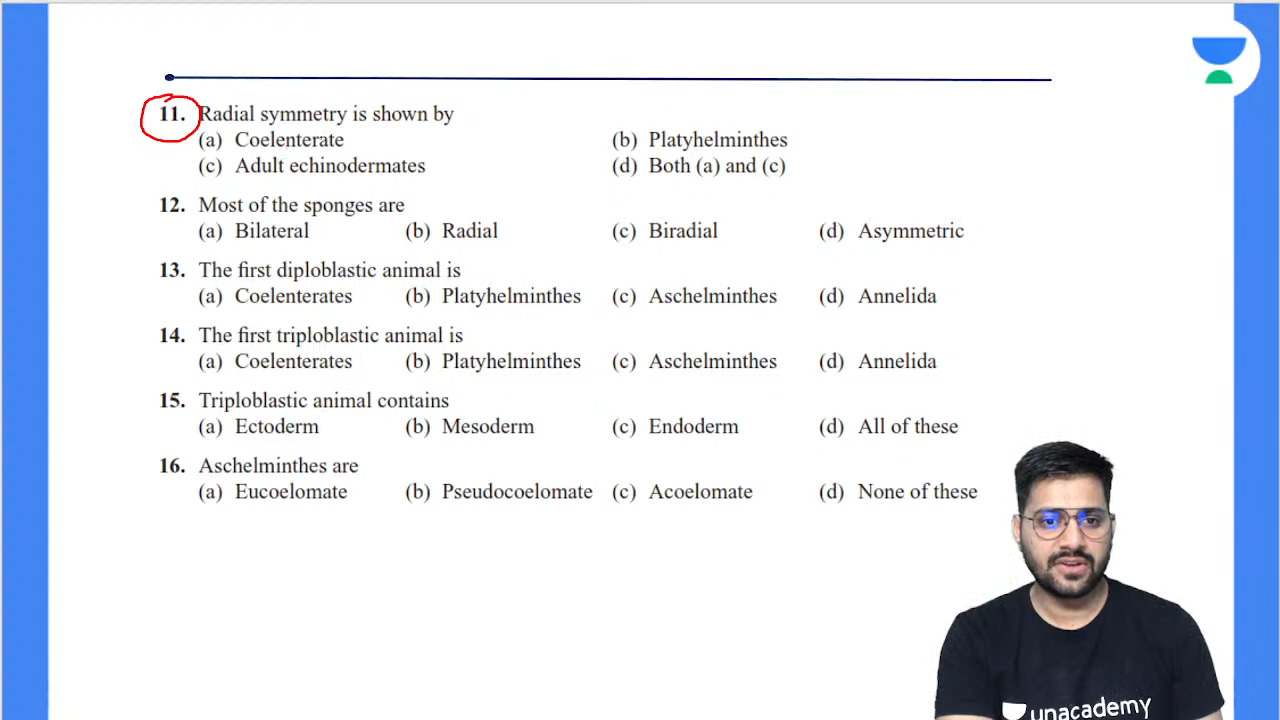 11. Radial symmetry is shown by
(a) Coelenterate (b) Platyhelminthes
(c) Adult echinodermates (d) Both (a) and (c)
12. Most of the sponges are
(a) Bilateral (b) Radial (c) Biradial (d) Asymmetric
13. The first diploblastic animal is
(a) Coelenterates (b) Platyhelminthes (c) Aschelminthes (d) Annelida
14. The first triploblastic animal is
(a) Coelenterates (b) Platyhelminthes (c) Aschelminthes (d) Annelida
15. Triploblastic animal contains
(a) Ectoderm (b) Mesoderm (c) Endoderm (d) All of these
16. Aschelminthes are
(a) Eucoelomate (b) Pseudocoelomate (c) Acoelomate (d) None of these
unacademy